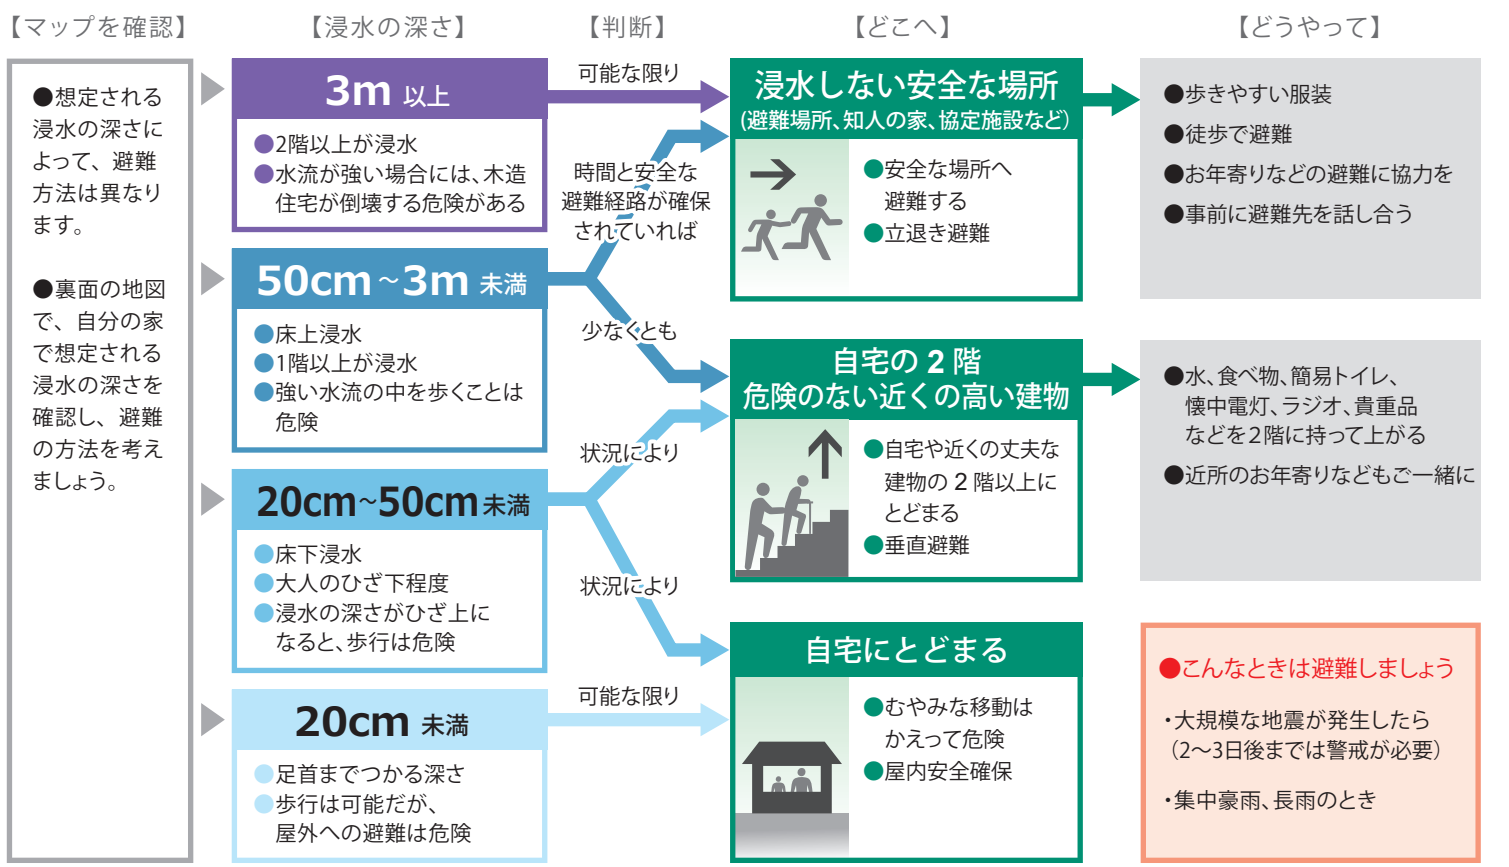 【マップを確認】
【浸水の深さ】
【判断】
【どこへ】
【どうやって】
●想定される
浸水の深さに
よって、避難
方法は異なり
ます。
●裏面の地図
で、自分の家
で想定される
浸水の深さを
確認し、避難
の方法を考え
ましょう。
3m 以上
●2階以上が浸水
●水流が強い場合には、木造
住宅が倒壊する危険がある
50cm～3m 未満
●床上浸水
●1階以上が浸水
●強い水流の中を歩くことは
危険
20cm～50cm未満
●床下浸水
●大人のひざ下程度
●浸水の深さがひざ上に
なると、歩行は危険
20cm 未満
●足首までつかる深さ
●歩行は可能だが、
屋外への避難は危険
可能な限り
時間と安全な
避難経路が確保
されていれば
少なくとも
状況により
状況により
可能な限り
浸水しない安全な場所
(避難場所、知人の家、協定施設など)
●安全な場所へ
避難する
●立退き避難
自宅の 2 階
危険のない近くの高い建物
●自宅や近くの丈夫な
建物の 2 階以上に
とどまる
●垂直避難
自宅にとどまる
●むやみな移動は
かえって危険
●屋内安全確保
●歩きやすい服装
●徒歩で避難
●お年寄りなどの避難に協力を
●事前に避難先を話し合う
●水、食べ物、簡易トイレ、
懐中電灯、ラジオ、貴重品
などを2階に持って上がる
●近所のお年寄りなどもご一緒に
●こんなときは避難しましょう
・大規模な地震が発生したら
（2～3日後までは警戒が必要）
・集中豪雨、長雨のとき